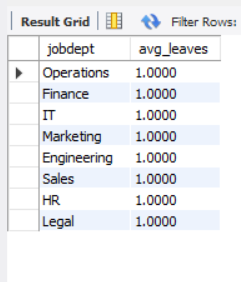 Result Grid Filter Rows:
jobdept avg_leaves
Operations 1.0000
Finance 1.0000
IT 1.0000
Marketing 1.0000
Engineering 1.0000
Sales 1.0000
HR 1.0000
Legal 1.0000